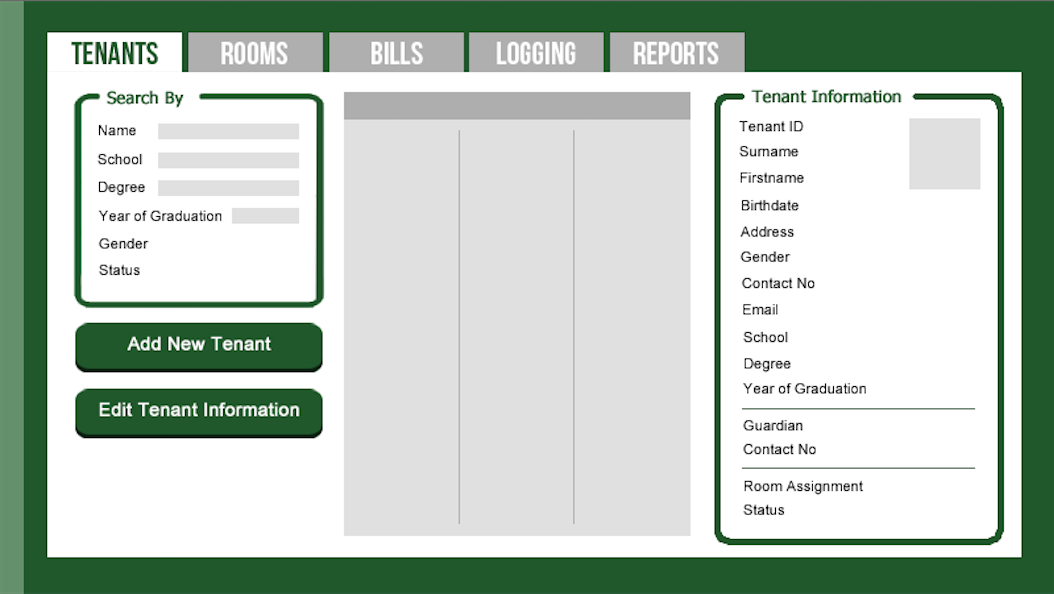 TENANTS
ROOMS
BILLS
LOGGING
REPORTS
Search By
Name
School
Degree
Year of Graduation
Gender
Status
Add New Tenant
Edit Tenant Information
Tenant Information
Tenant ID
Surname
Firstname
Birthdate
Address
Gender
Contact No
Email
School
Degree
Year of Graduation
Guardian
Contact No
Room Assignment
Status